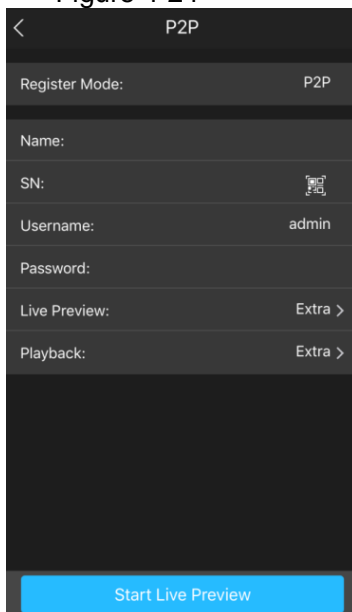 P2P
Register Mode: P2P
Name:
SN:
Username: admin
Password:
Live Preview: Extra >
Playback: Extra >
Start Live Preview